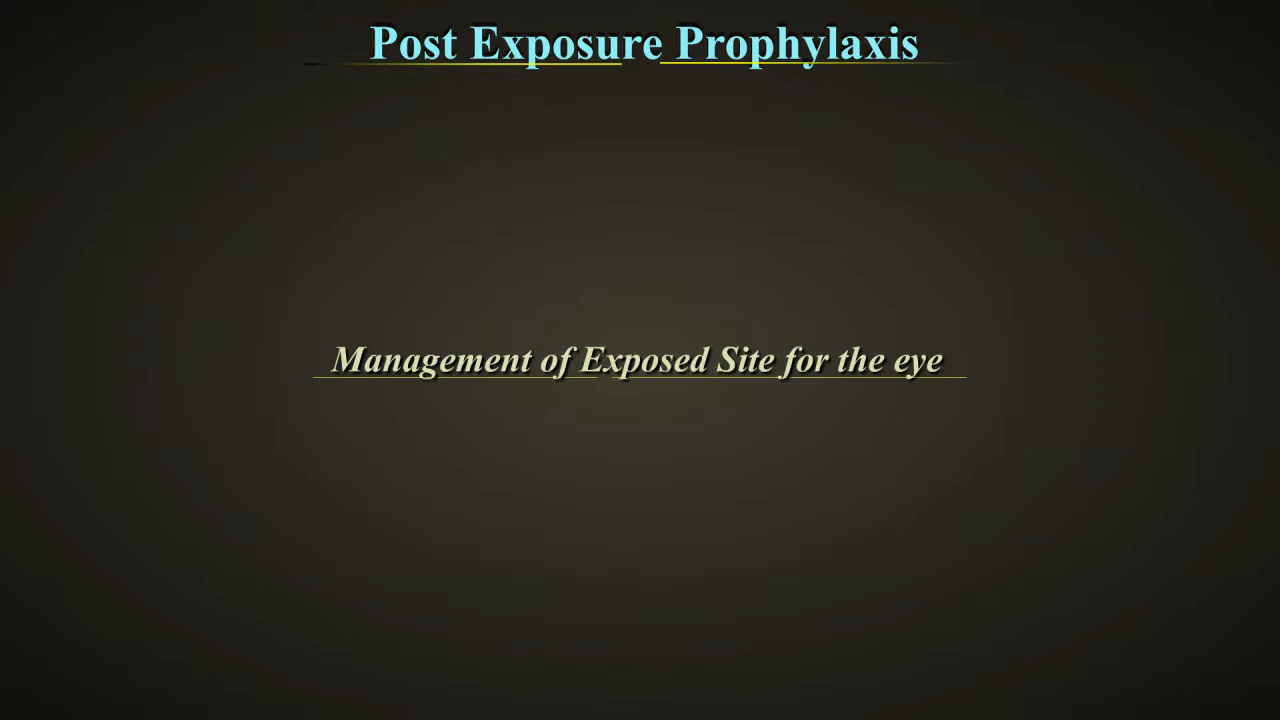 Post Exposure Prophylaxis
Management of Exposed Site for the eye